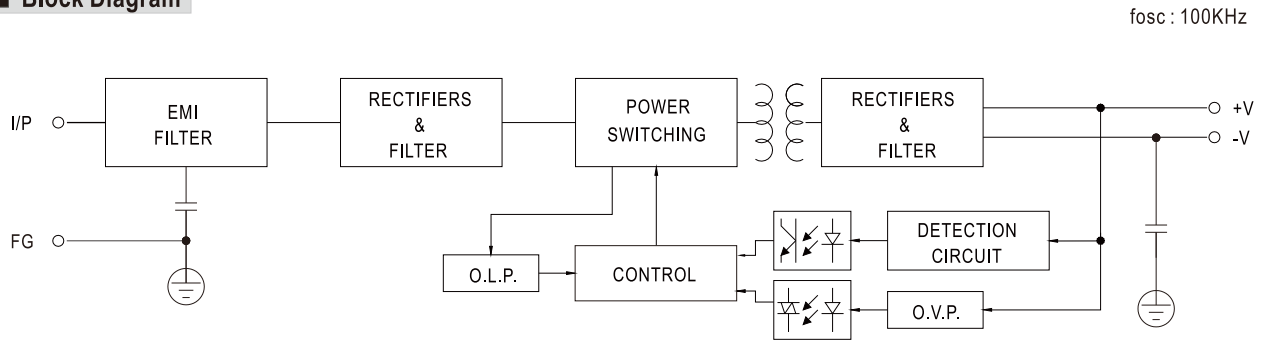 Block Diagram
fosc : 100KHz
I/P
EMI
FILTER
RECTIFIERS
&
FILTER
POWER
SWITCHING
RECTIFIERS
&
FILTER
+V
-V
FG
O.L.P.
CONTROL
DETECTION
CIRCUIT
O.V.P.